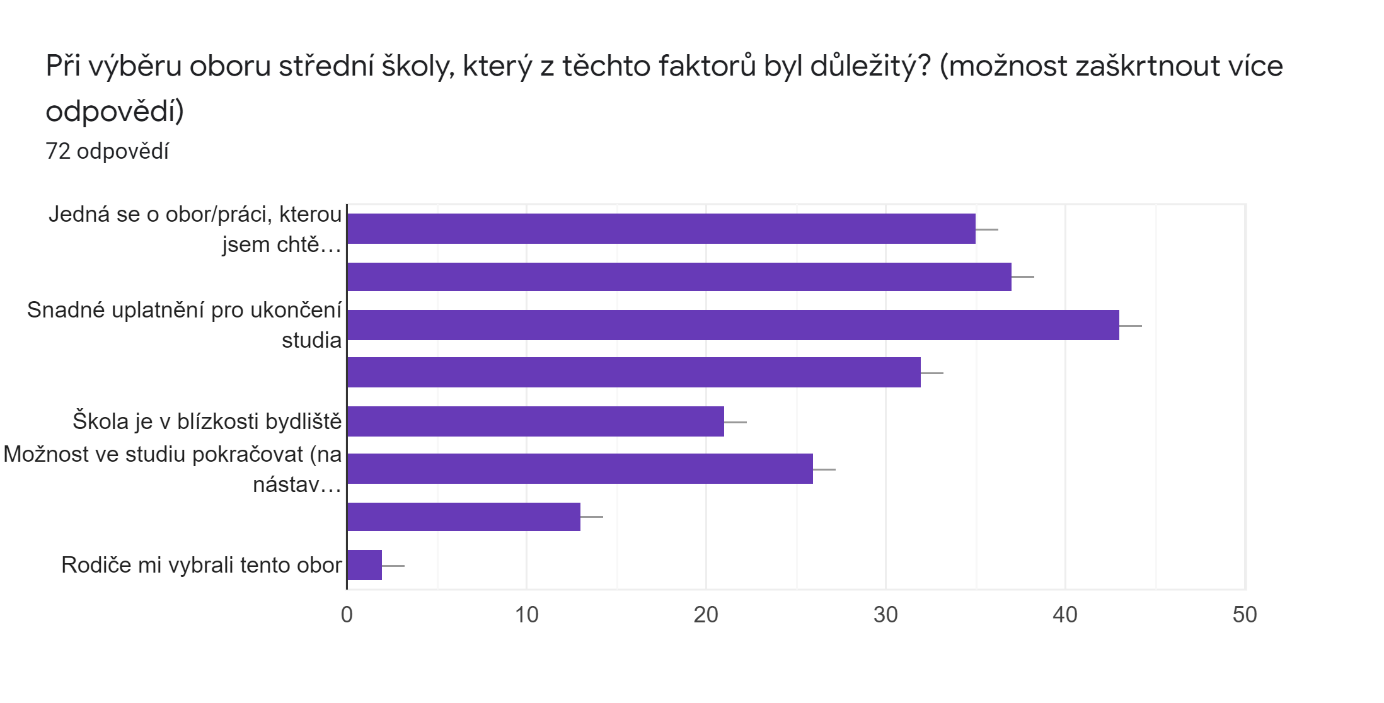 Při výběru oboru střední školy, který z těchto faktorů byl důležitý? (možnost zaškrtnout více
odpovědí)
72 odpovědí
Jedná se o obor/práci, kterou
jsem chtě…
Snadné uplatnění pro ukončení
studia
Škola je v blízkosti bydliště
Možnost ve studiu pokračovat (na
nástav…
Rodiče mi vybrali tento obor
0 10 20 30 40 50